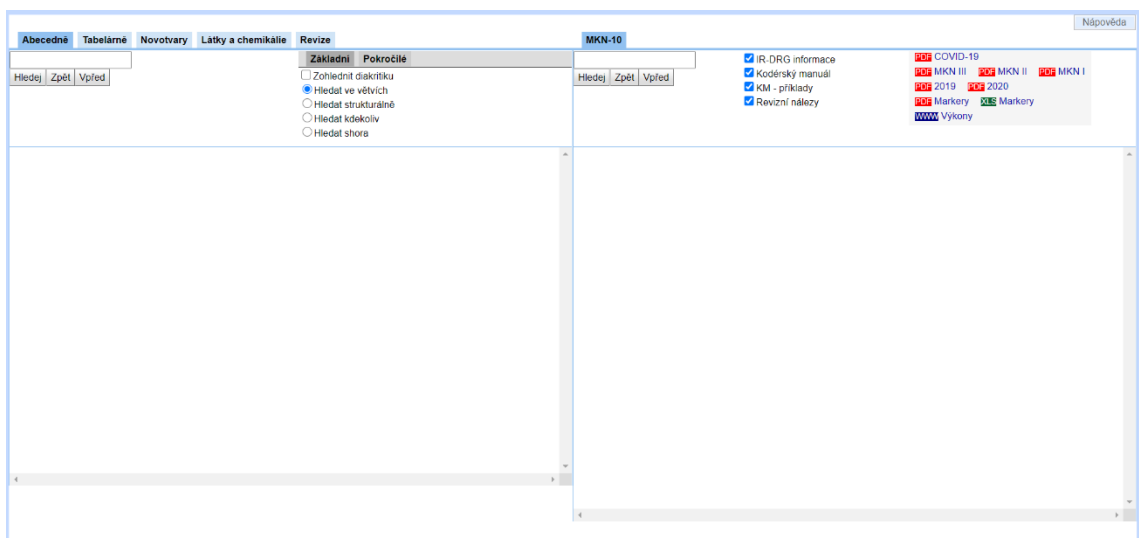 Nápověda
Abecedně Tabelárně Novotvary Látky a chemikálie Revize
MKN-10
Základní Pokročilé
Hledej Zpět Vpřed
Zohlednit diakritiku
Hledat ve větvích
Hledat strukturálně
Hledat kdekoliv
Hledat shora
Hledej Zpět Vpřed
IR-DRG informace
Kodérský manuál
KM - příklady
Revizní nálezy
PDF COVID-19
PDF MKN III PDF MKN II PDF MKN I
PDF 2019 PDF 2020
PDF Markery XLS Markery
WWW Výkony